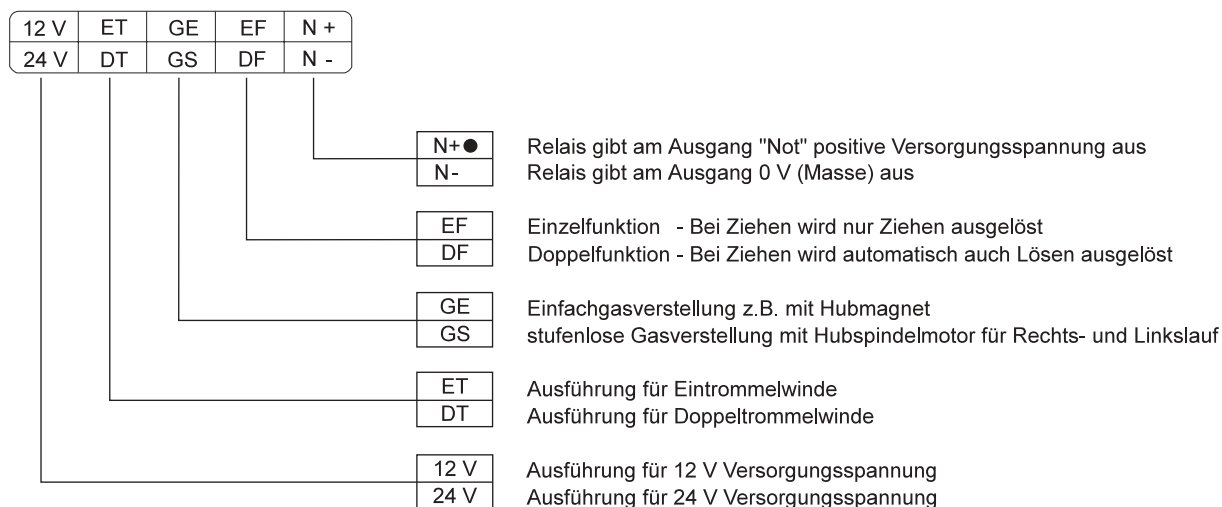 12 V ET GE EF N +
24 V DT GS DF N -
N+● Relais gibt am Ausgang "Not" positive Versorgungsspannung aus
N- Relais gibt am Ausgang 0 V (Masse) aus
EF Einzelfunktion - Bei Ziehen wird nur Ziehen ausgelöst
DF Doppelfunktion - Bei Ziehen wird automatisch auch Lösen ausgelöst
GE Einfachgasverstellung z.B. mit Hubmagnet
GS stufenlose Gasverstellung mit Hubspindelmotor für Rechts- und Linkslauf
ET Ausführung für Eintrommelwinde
DT Ausführung für Doppeltrommelwinde
12 V Ausführung für 12 V Versorgungsspannung
24 V Ausführung für 24 V Versorgungsspannung